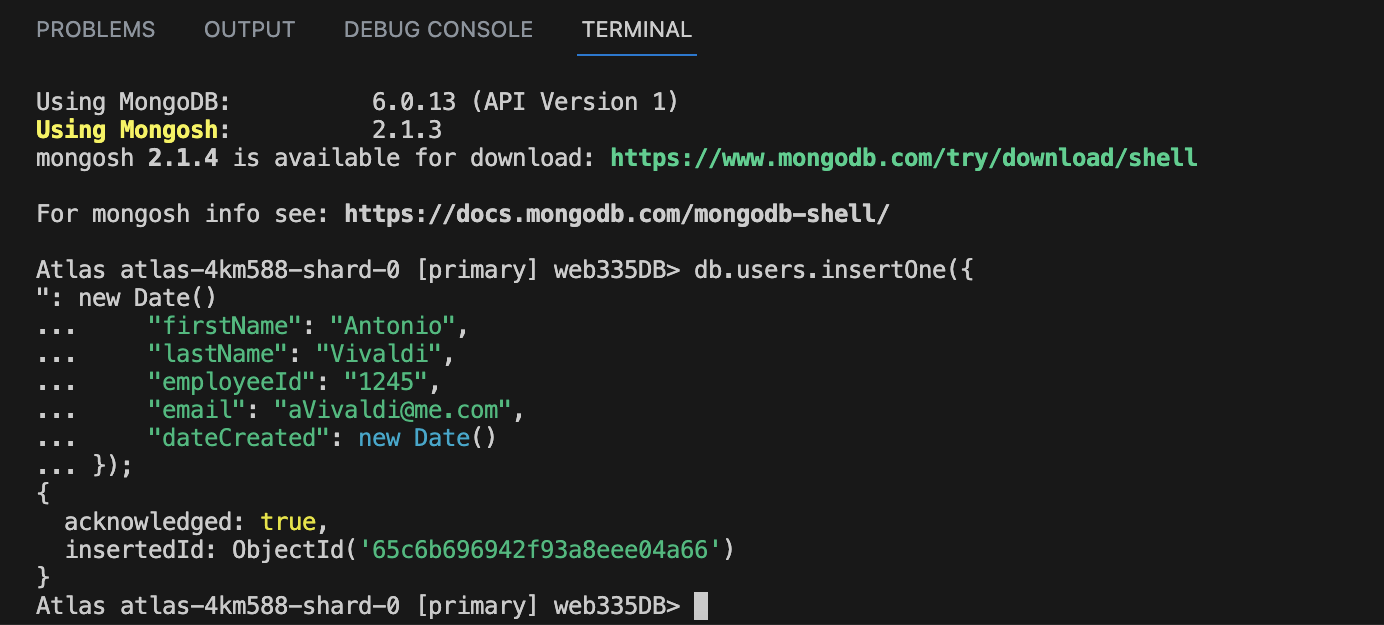 PROBLEMS OUTPUT DEBUG CONSOLE TERMINAL
Using MongoDB: 6.0.13 (API Version 1)
Using Mongosh: 2.1.3
mongosh 2.1.4 is available for download: https://www.mongodb.com/try/download/shell
For mongosh info see: https://docs.mongodb.com/mongodb-shell/
Atlas atlas-4km588-shard-0 [primary] web335DB> db.users.insertOne({
": new Date()
... "firstName": "Antonio",
... "lastName": "Vivaldi",
... "employeeId": "1245",
... "email": "aVivaldi@me.com",
... "dateCreated": new Date()
... });
{
acknowledged: true,
insertedId: ObjectId('65c6b696942f93a8eee04a66')
}
Atlas atlas-4km588-shard-0 [primary] web335DB>